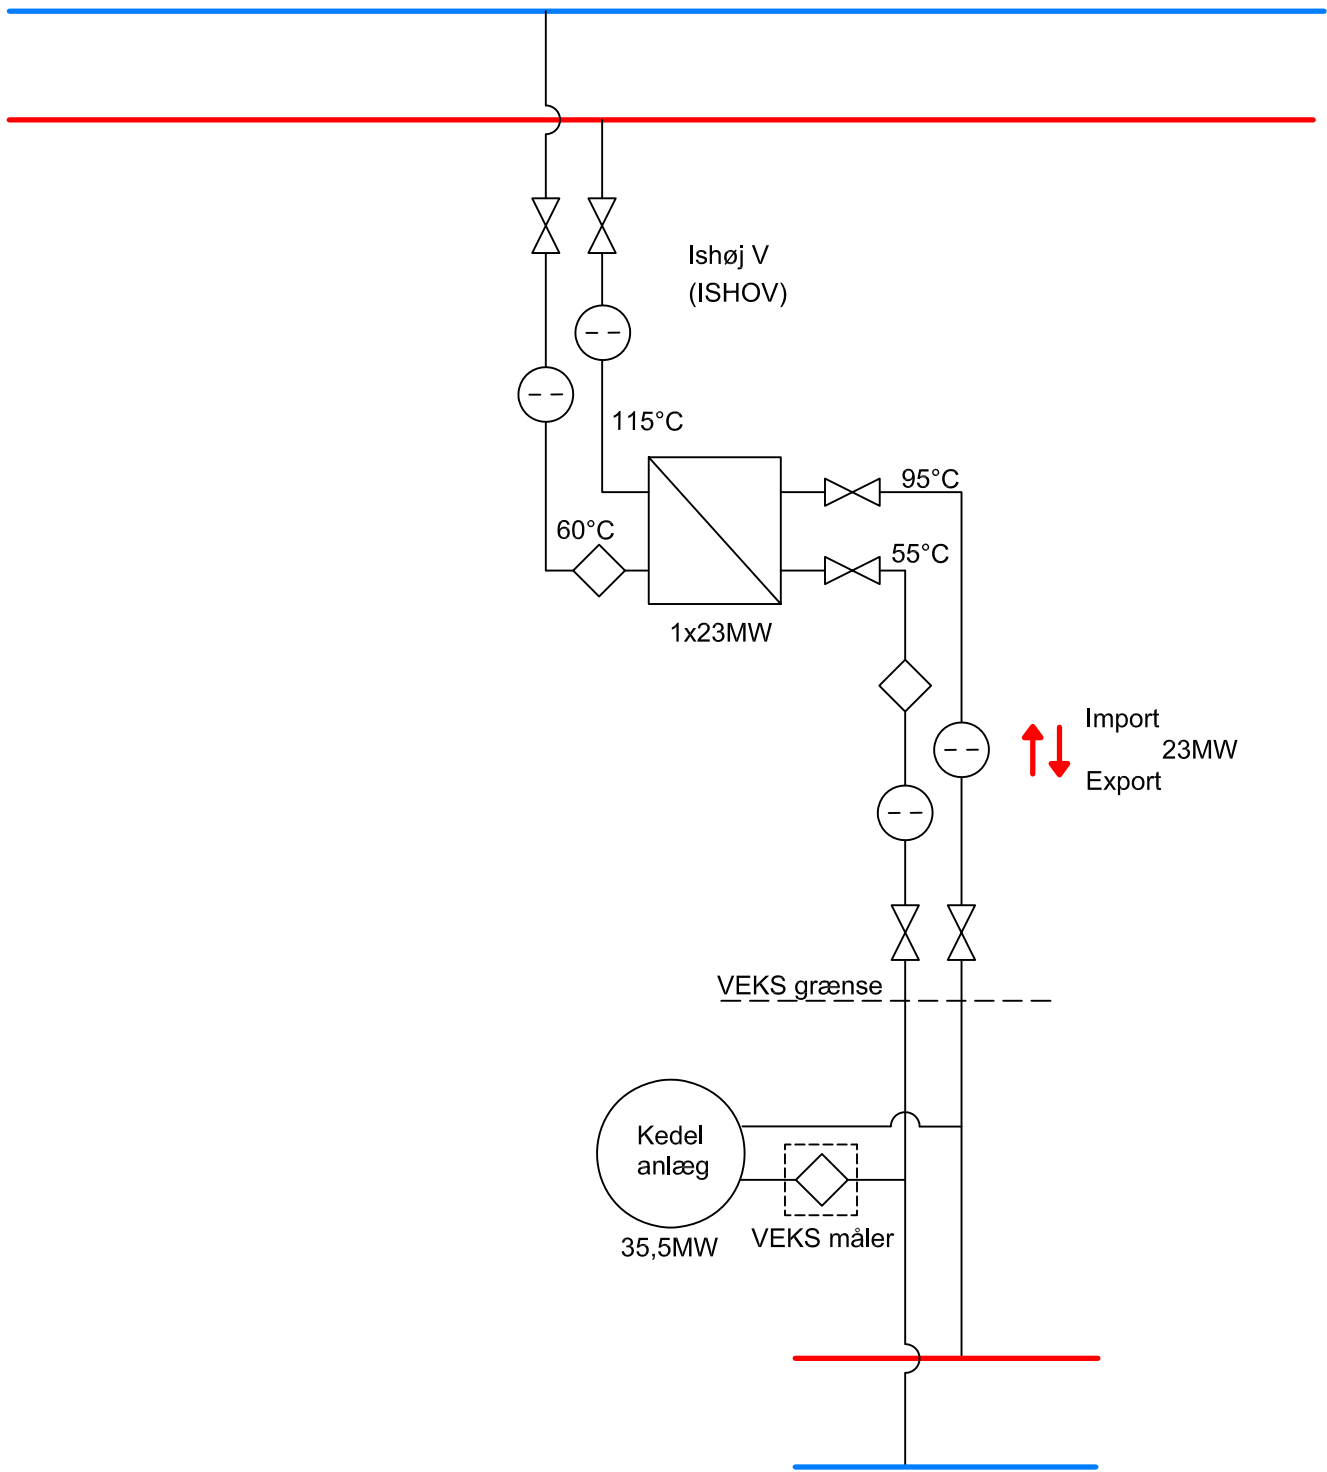 Ishøj V
(ISHOV)
115°C
95°C
60°C
55°C
1x23MW
Import
23MW
Export
VEKS grænse
Kedel
anlæg
35,5MW
VEKS måler